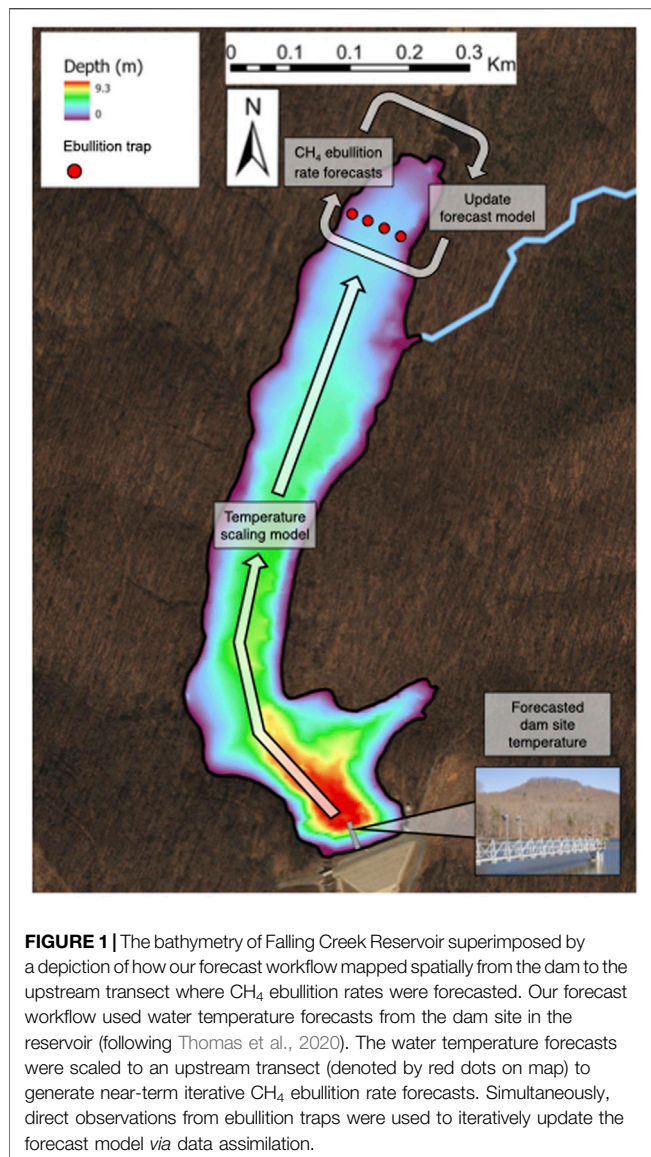 Depth (m)
9.3
0
Ebullition trap
0 0.1 0.1 0.2 0.3
Km
N
CH₄ ebullition
rate forecasts
Update
forecast model
Temperature
scaling model
Forecasted
dam site
temperature
FIGURE 1 | The bathymetry of Falling Creek Reservoir superimposed by
a depiction of how our forecast workflow mapped spatially from the dam to the
upstream transect where CH₄ ebullition rates were forecasted. Our forecast
workflow used water temperature forecasts from the dam site in the
reservoir (following Thomas et al., 2020). The water temperature forecasts
were scaled to an upstream transect (denoted by red dots on map) to
generate near-term iterative CH₄ ebullition rate forecasts. Simultaneously,
direct observations from ebullition traps were used to iteratively update the
forecast model via data assimilation.